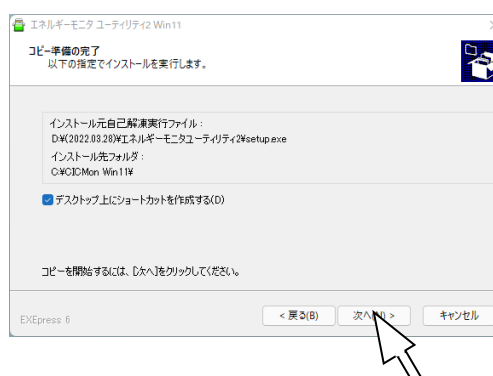 エネルギーモニタ ユーティリティ2 Win11
コピー準備の完了
以下の指定でインストールを実行します。
インストール元自己解凍実行ファイル：
D:¥(2022.03.28)¥エネルギーモニタユーティリティ2¥setup.exe
インストール先フォルダ：
C:¥CICMon Win11¥
デスクトップ上にショートカットを作成する(D)
コピーを開始するには、[次へ]をクリックしてください。
EXEpress 6
< 戻る(B)
次へ(N) >
キャンセル